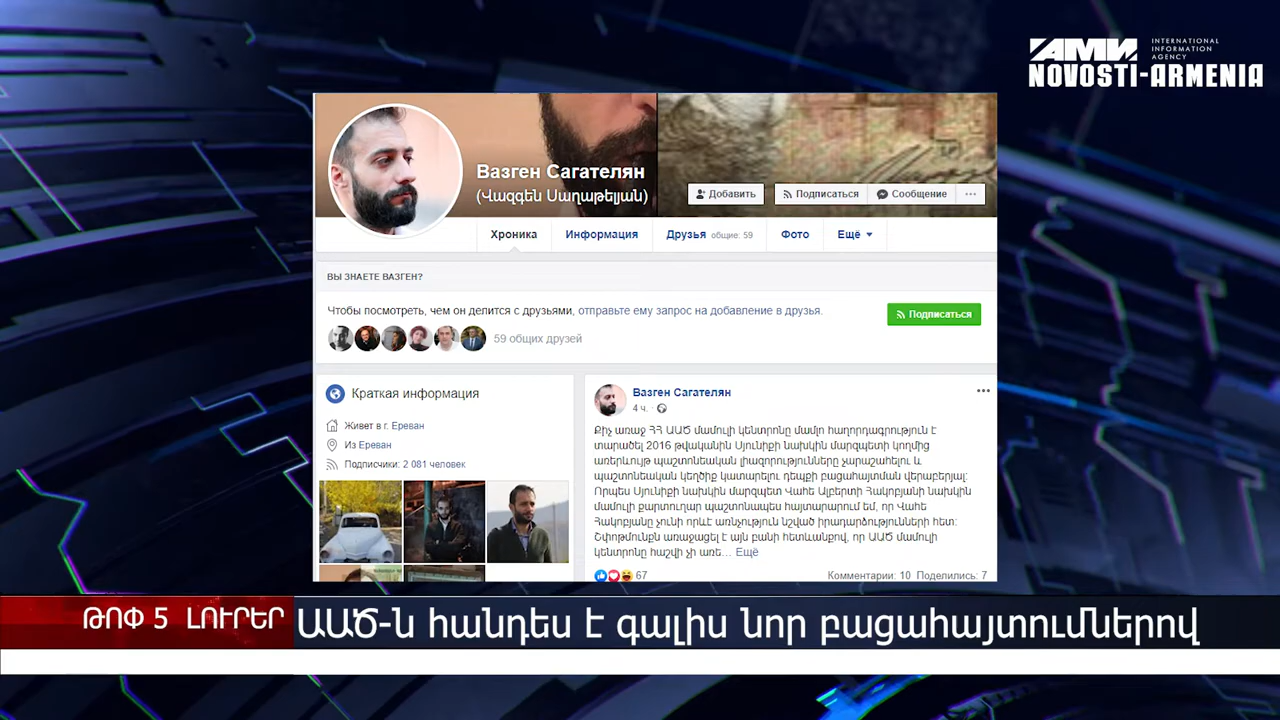 АМИ
INTERNATIONAL
INFORMATION
AGENCY
NOVOSTI-ARMENIA
Вазген Сагателян
(Վազգեն Սաղաթելյան)
Добавить
Подписаться
Сообщение
Хроника
Информация
Друзья общие: 59
Фото
Ещё
ВЫ ЗНАЕТЕ ВАЗГЕН?
Чтобы посмотреть, чем он делится с друзьями, отправьте ему запрос на добавление в друзья.
Подписаться
59 общих друзей
Краткая информация
Живет в г. Ереван
Из Ереван
Подписчики: 2 081 человек
Вазген Сагателян
4 ч. ·
Քիչ առաջ ՀՀ ԱԱԾ մամուլի կենտրոնը մամլո հաղորդագրություն է
տարածել 2016 թվականին Սյունիքի նախկին մարզպետի կողմից
առերևույթ պաշտոնեական լիազորությունները չարաշահելու և
պաշտոնեական կեղծիք կատարելու դեպքի բացահայտման վերաբերյալ:
Որպես Սյունիքի նախկին մարզպետ Վահե Ալբերտի Հակոբյանի նախկին
մամուլի քարտուղար պաշտոնապես հայտարարում եմ, որ Վահե
Հակոբյանը չունի որևէ առնչություն նշված իրադարձությունների հետ:
Շփոթմունքն առաջացել է այն բանի հետևանքով, որ ԱԱԾ մամուլի
կենտրոնը հաշվի չի առե... Ещё
67
Комментарии: 10 Поделились: 7
ԹՈՓ 5 ԼՈՒՐԵՐ
ԱԱԾ-ն հանդես է գալիս նոր բացահայտումներով